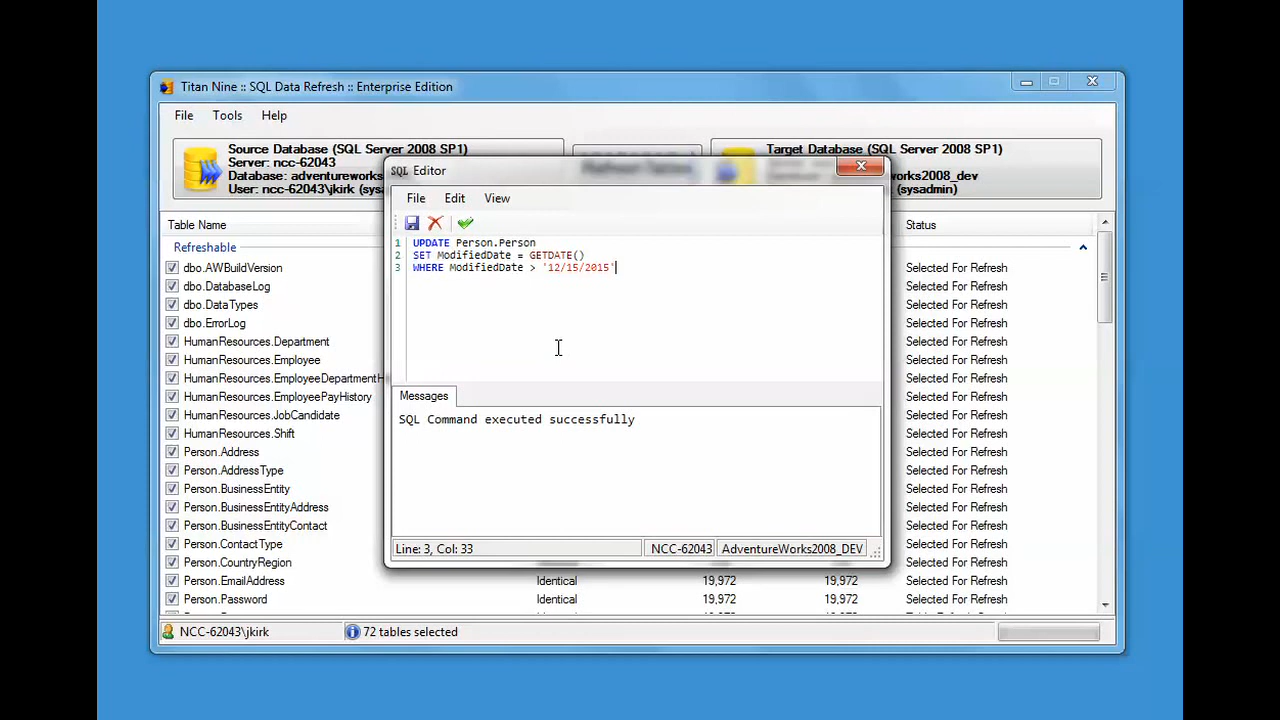 Titan Nine :: SQL Data Refresh :: Enterprise Edition
File Tools Help
Source Database (SQL Server 2008 SP1)
Server: ncc-62043
Database: adventureworks
User: ncc-62043\jkirk (sysa
Target Database (SQL Server 2008 SP1)
_dev
(sysadmin)
Table Name
Status
Refreshable
dbo.AWBuildVersion Selected For Refresh
dbo.DatabaseLog Selected For Refresh
dbo.DataTypes Selected For Refresh
dbo.ErrorLog Selected For Refresh
HumanResources.Department Selected For Refresh
HumanResources.Employee Selected For Refresh
HumanResources.EmployeeDepartmentH Selected For Refresh
HumanResources.EmployeePayHistory Selected For Refresh
HumanResources.JobCandidate Selected For Refresh
HumanResources.Shift Selected For Refresh
Person.Address Selected For Refresh
Person.AddressType Selected For Refresh
Person.BusinessEntity Selected For Refresh
Person.BusinessEntityAddress Selected For Refresh
Person.BusinessEntityContact Selected For Refresh
Person.ContactType Selected For Refresh
Person.CountryRegion Selected For Refresh
Person.EmailAddress Identical 19,972 19,972 Selected For Refresh
Person.Password Identical 19,972 19,972 Selected For Refresh
NCC-62043\jkirk
72 tables selected
SQL Editor
File Edit View
1 UPDATE Person.Person
2 SET ModifiedDate = GETDATE()
3 WHERE ModifiedDate > '12/15/2015'
Messages
SQL Command executed successfully
Line: 3, Col: 33
NCC-62043
AdventureWorks2008_DEV